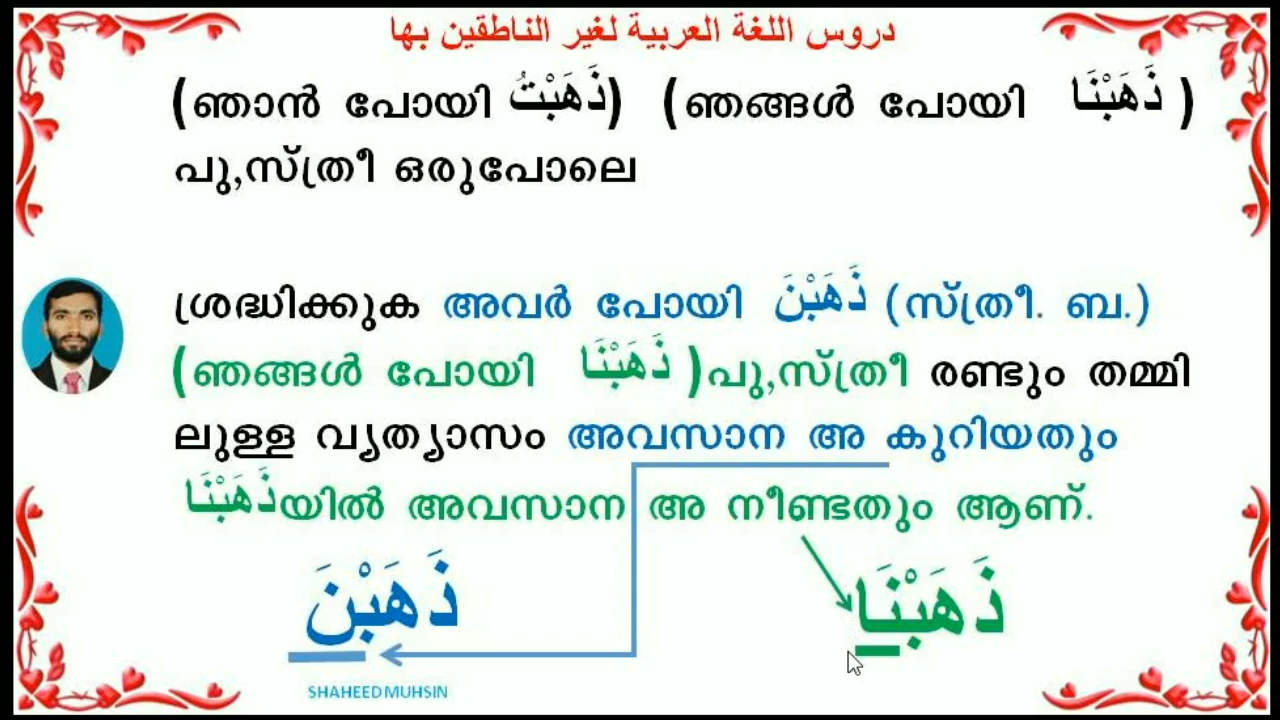 دروس اللغة العربية لغير الناطقين بها
(ഞാൻ പോയി ذَهَبْتُ) (ഞങ്ങൾ പോയി ذَهَبْنَا )
പു,സ്ത്രീ ഒരുപോലെ
ശ്രദ്ധിക്കുക അവർ പോയി ذَهَبْنَ (സ്ത്രീ. ബ.)
(ഞങ്ങൾ പോയി ذَهَبْنَا )പു,സ്ത്രീ രണ്ടും തമ്മി
ലുള്ള വ്യത്യാസം അവസാന അ കുറിയതും
ذَهَبْنَاയിൽ അവസാന അ നീണ്ടതും ആണ്.
ذَهَبْنَ
ذَهَبْنَا
SHAHEED MUHSIN